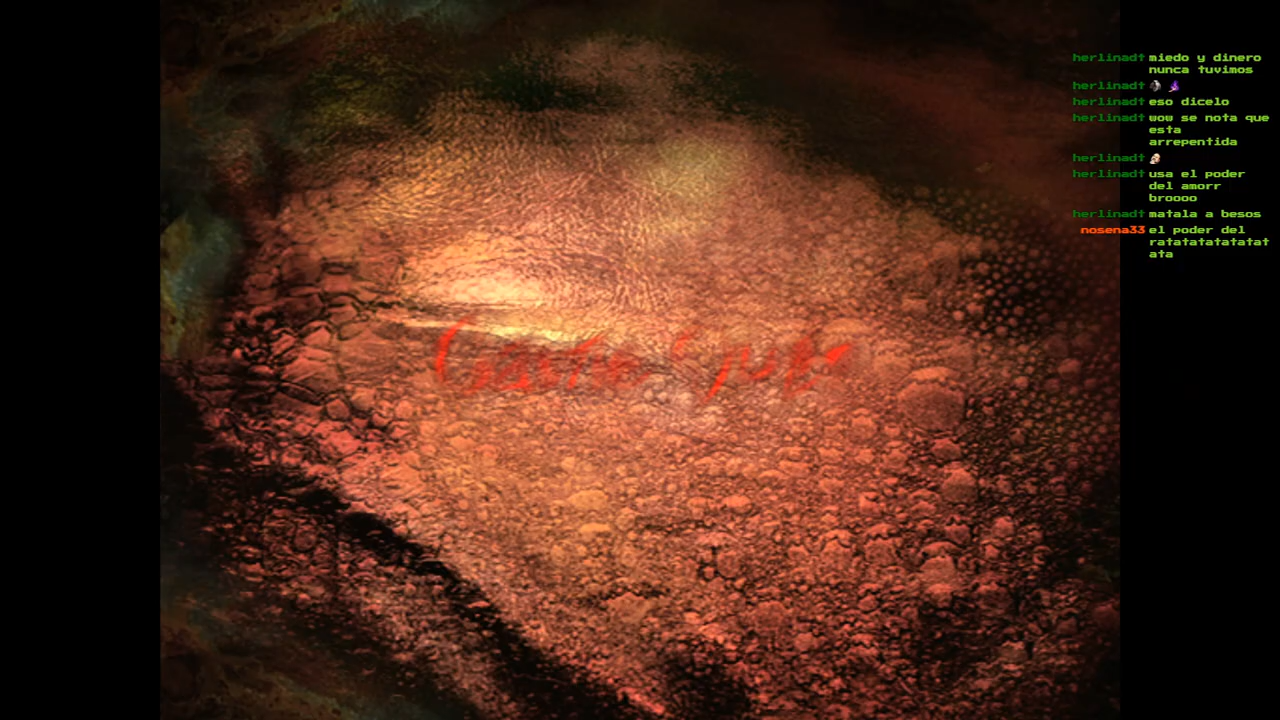 herlinadt miedo y dinero
nunca tuvimos
herlinadt
herlinadt eso dicelo
herlinadt wow se nota que
esta
arrepentida
herlinadt
herlinadt usa el poder
del amorr
broooo
herlinadt matala a besos
nosena33 el poder del
ratatatatatatat
ata